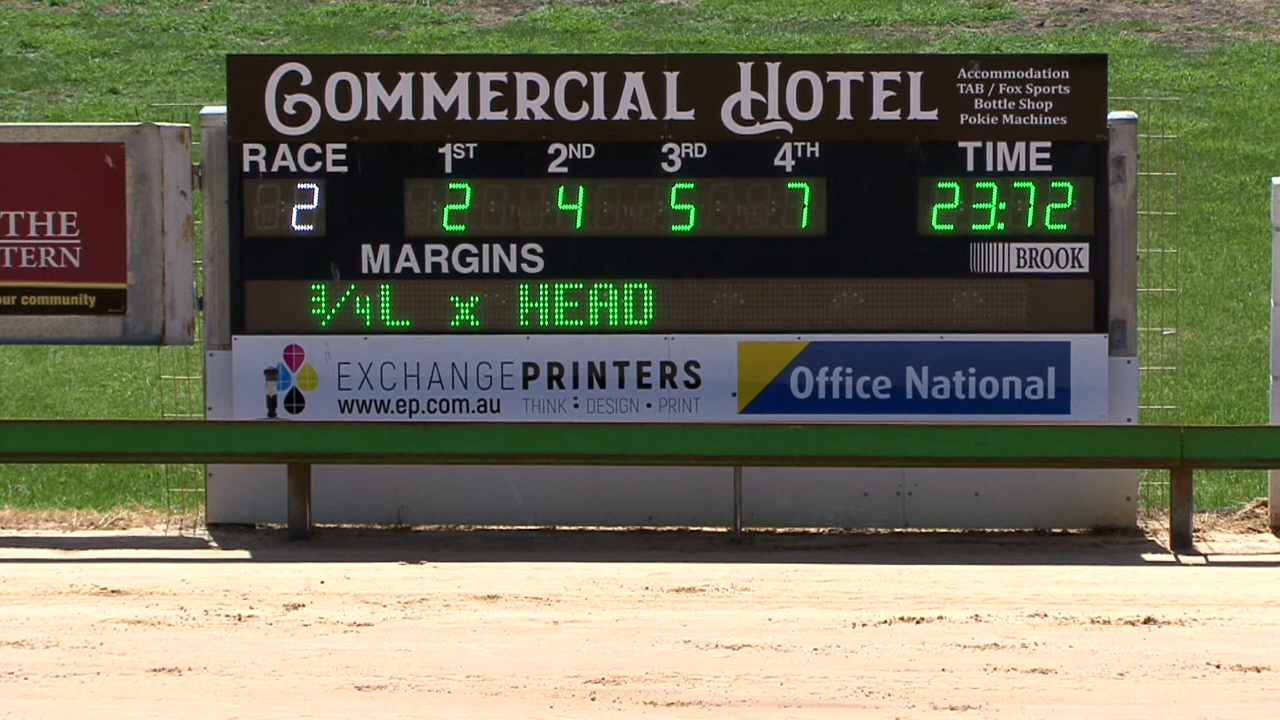 COMMERCIAL HOTEL
Accommodation
TAB / Fox Sports
Bottle Shop
Pokie Machines
RACE 1ST 2ND 3RD 4TH TIME
2 2 4 5 7 23:72
MARGINS
BROOK
3/4L x HEAD
THE
TERN
our community
EXCHANGEPRINTERS
www.ep.com.au THINK • DESIGN • PRINT
Office National